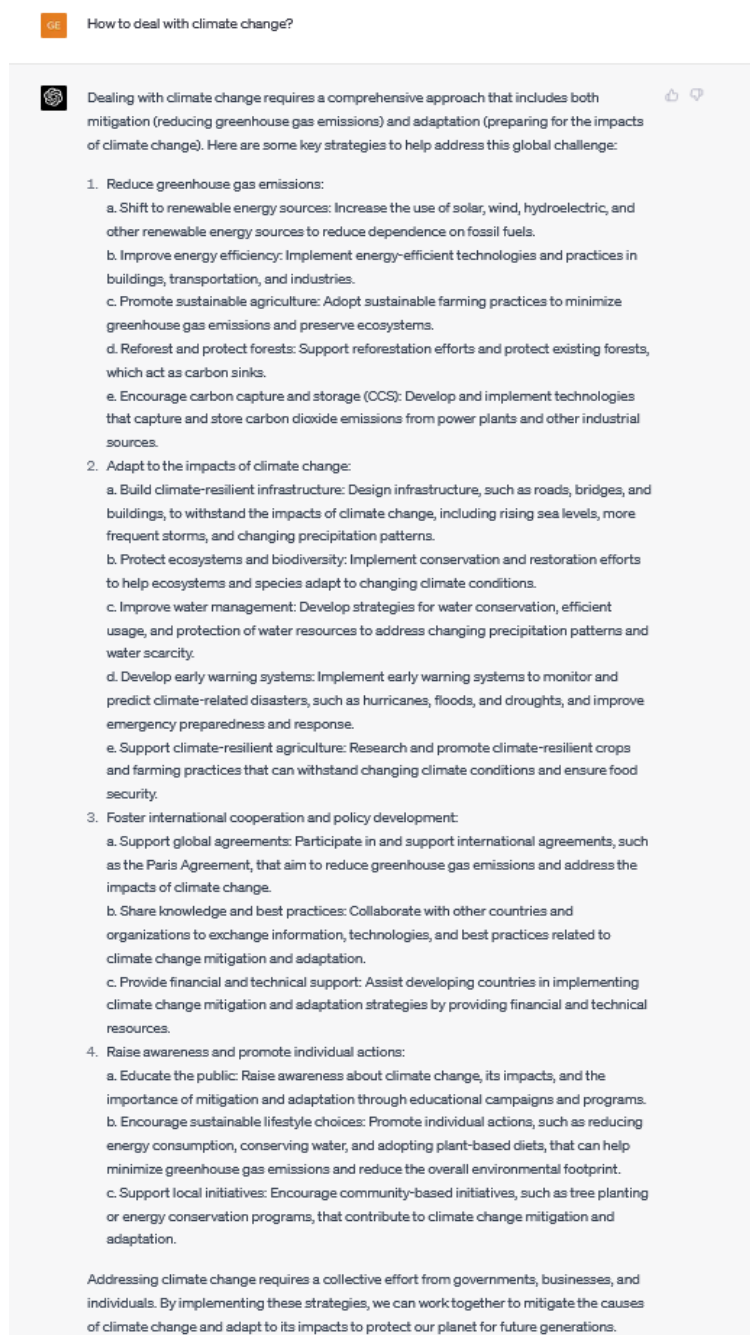 GE
How to deal with climate change?
Dealing with climate change requires a comprehensive approach that includes both
mitigation (reducing greenhouse gas emissions) and adaptation (preparing for the impacts
of climate change). Here are some key strategies to help address this global challenge:
1. Reduce greenhouse gas emissions:
a. Shift to renewable energy sources: Increase the use of solar, wind, hydroelectric, and
other renewable energy sources to reduce dependence on fossil fuels.
b. Improve energy efficiency: Implement energy-efficient technologies and practices in
buildings, transportation, and industries.
c. Promote sustainable agriculture: Adopt sustainable farming practices to minimize
greenhouse gas emissions and preserve ecosystems.
d. Reforest and protect forests: Support reforestation efforts and protect existing forests,
which act as carbon sinks.
e. Encourage carbon capture and storage (CCS): Develop and implement technologies
that capture and store carbon dioxide emissions from power plants and other industrial
sources.
2. Adapt to the impacts of climate change:
a. Build climate-resilient infrastructure: Design infrastructure, such as roads, bridges, and
buildings, to withstand the impacts of climate change, including rising sea levels, more
frequent storms, and changing precipitation patterns.
b. Protect ecosystems and biodiversity: Implement conservation and restoration efforts
to help ecosystems and species adapt to changing climate conditions.
c. Improve water management: Develop strategies for water conservation, efficient
usage, and protection of water resources to address changing precipitation patterns and
water scarcity.
d. Develop early warning systems: Implement early warning systems to monitor and
predict climate-related disasters, such as hurricanes, floods, and droughts, and improve
emergency preparedness and response.
e. Support climate-resilient agriculture: Research and promote climate-resilient crops
and farming practices that can withstand changing climate conditions and ensure food
security.
3. Foster international cooperation and policy development:
a. Support global agreements: Participate in and support international agreements, such
as the Paris Agreement, that aim to reduce greenhouse gas emissions and address the
impacts of climate change.
b. Share knowledge and best practices: Collaborate with other countries and
organizations to exchange information, technologies, and best practices related to
climate change mitigation and adaptation.
c. Provide financial and technical support: Assist developing countries in implementing
climate change mitigation and adaptation strategies by providing financial and technical
resources.
4. Raise awareness and promote individual actions:
a. Educate the public: Raise awareness about climate change, its impacts, and the
importance of mitigation and adaptation through educational campaigns and programs.
b. Encourage sustainable lifestyle choices: Promote individual actions, such as reducing
energy consumption, conserving water, and adopting plant-based diets, that can help
minimize greenhouse gas emissions and reduce the overall environmental footprint.
c. Support local initiatives: Encourage community-based initiatives, such as tree planting
or energy conservation programs, that contribute to climate change mitigation and
adaptation.
Addressing climate change requires a collective effort from governments, businesses, and
individuals. By implementing these strategies, we can work together to mitigate the causes
of climate change and adapt to its impacts to protect our planet for future generations.